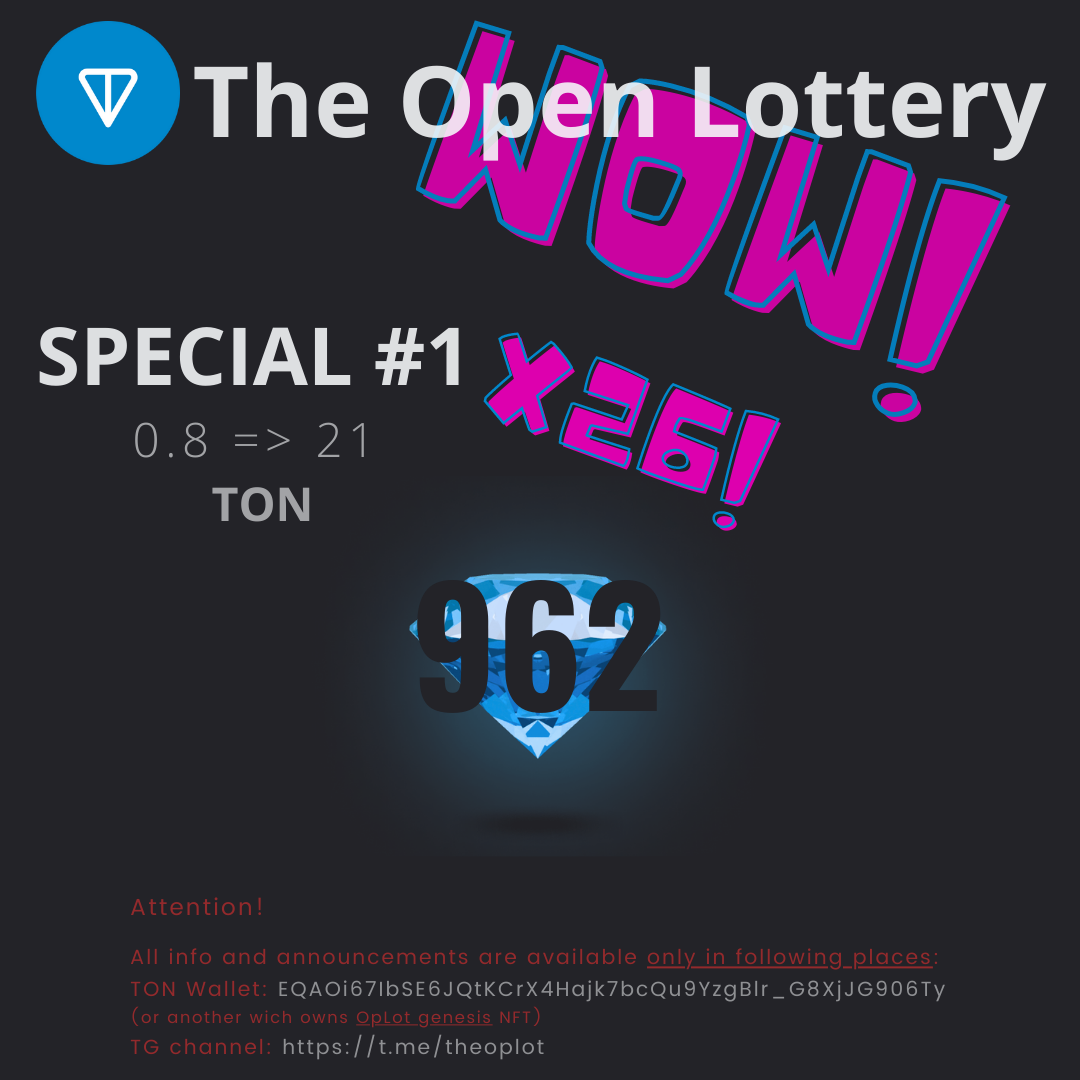 The Open Lottery
WOW!
SPECIAL #1
x26!
0.8 => 21
TON
962
Attention!
All info and announcements are available only in following places:
TON Wallet: EQAOi67IbSE6JQtKCrX4Hajk7bcQu9YzgBlr_G8XjJG906Ty
(or another wich owns OpLot genesis NFT)
TG channel: https://t.me/theoplot